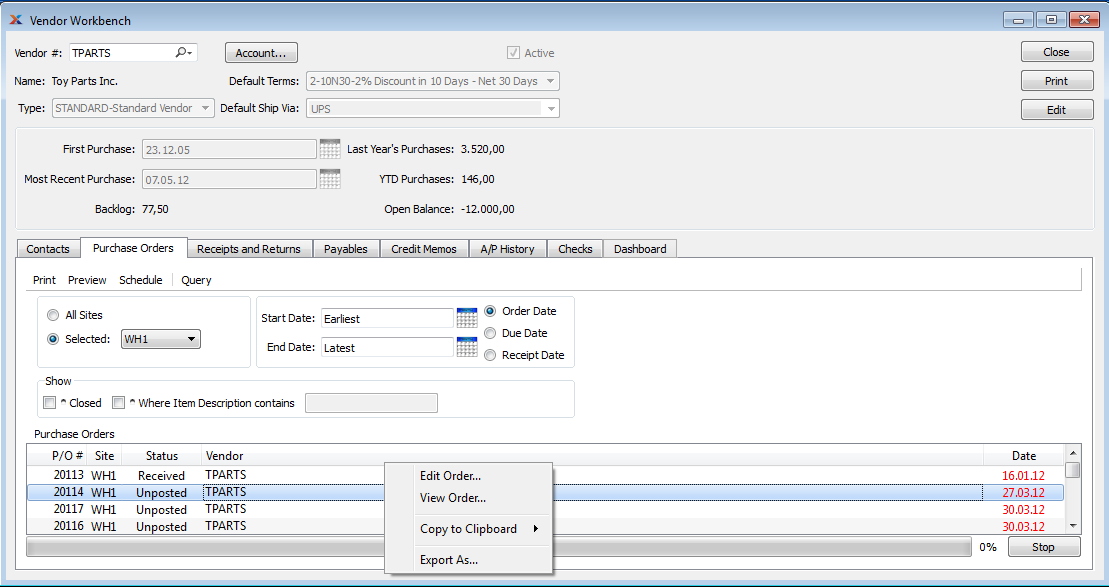 Vendor Workbench
Vendor #: TPARTS Account... Active Close
Name: Toy Parts Inc. Default Terms: 2-10N30-2% Discount in 10 Days - Net 30 Days Print
Type: STANDARD-Standard Vendor Default Ship Via: UPS Edit
First Purchase: 23.12.05 Last Year's Purchases: 3.520,00
Most Recent Purchase: 07.05.12 YTD Purchases: 146,00
Backlog: 77,50 Open Balance: -12.000,00
Contacts Purchase Orders Receipts and Returns Payables Credit Memos A/P History Checks Dashboard
Print Preview Schedule Query
All Sites
Selected: WH1
Start Date: Earliest
End Date: Latest
Order Date
Due Date
Receipt Date
Show
^ Closed ^ Where Item Description contains
Purchase Orders
P/O # Site Status Vendor Date
20113 WH1 Received TPARTS 16.01.12
20114 WH1 Unposted TPARTS 27.03.12
20117 WH1 Unposted TPARTS 30.03.12
20116 WH1 Unposted TPARTS 30.03.12
Edit Order...
View Order...
Copy to Clipboard
Export As...
0% Stop